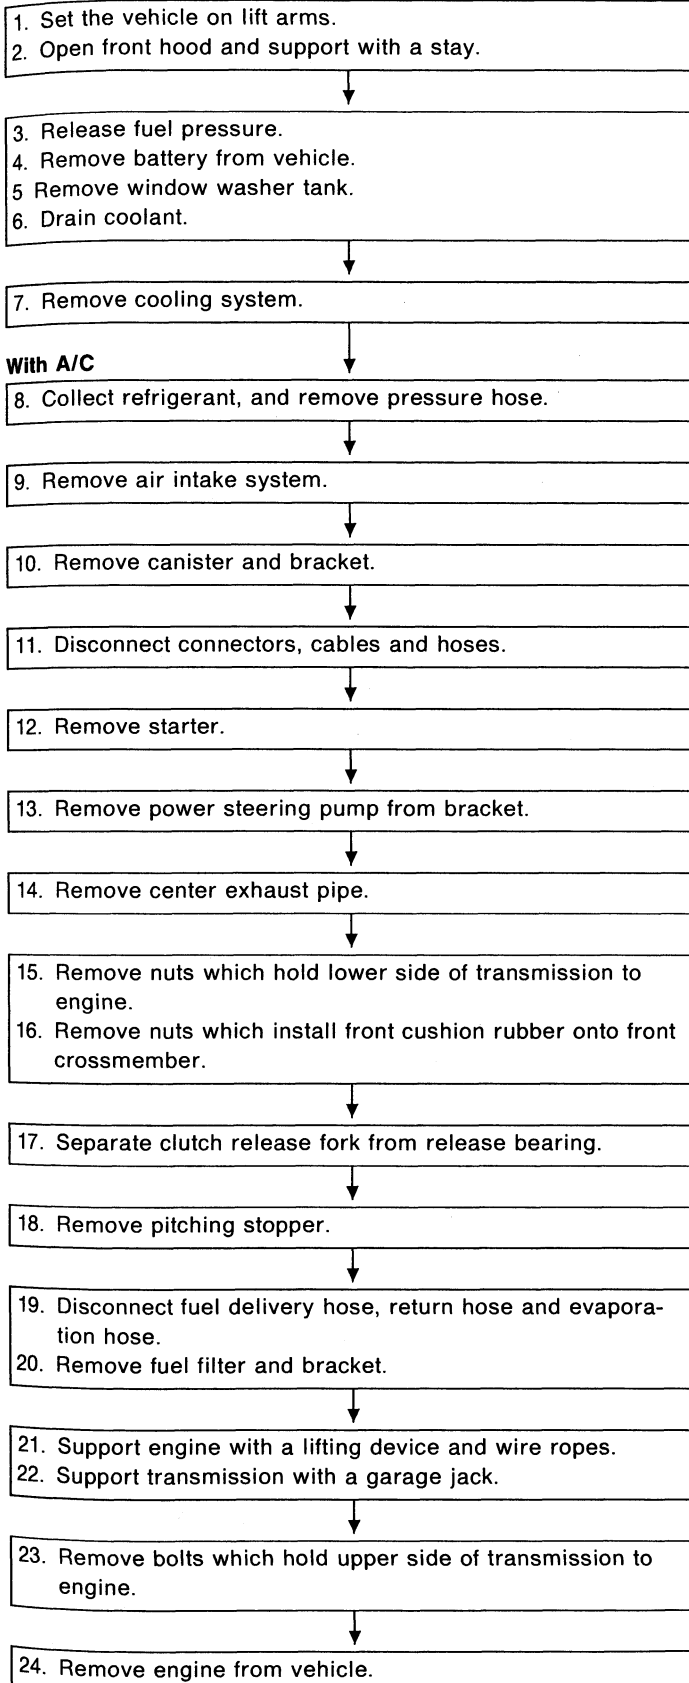 1. Set the vehicle on lift arms.
2. Open front hood and support with a stay.
3. Release fuel pressure.
4. Remove battery from vehicle.
5 Remove window washer tank.
6. Drain coolant.
7. Remove cooling system.
With A/C
8. Collect refrigerant, and remove pressure hose.
9. Remove air intake system.
10. Remove canister and bracket.
11. Disconnect connectors, cables and hoses.
12. Remove starter.
13. Remove power steering pump from bracket.
14. Remove center exhaust pipe.
15. Remove nuts which hold lower side of transmission to
engine.
16. Remove nuts which install front cushion rubber onto front
crossmember.
17. Separate clutch release fork from release bearing.
18. Remove pitching stopper.
19. Disconnect fuel delivery hose, return hose and evapora-
tion hose.
20. Remove fuel filter and bracket.
21. Support engine with a lifting device and wire ropes.
22. Support transmission with a garage jack.
23. Remove bolts which hold upper side of transmission to
engine.
24. Remove engine from vehicle.